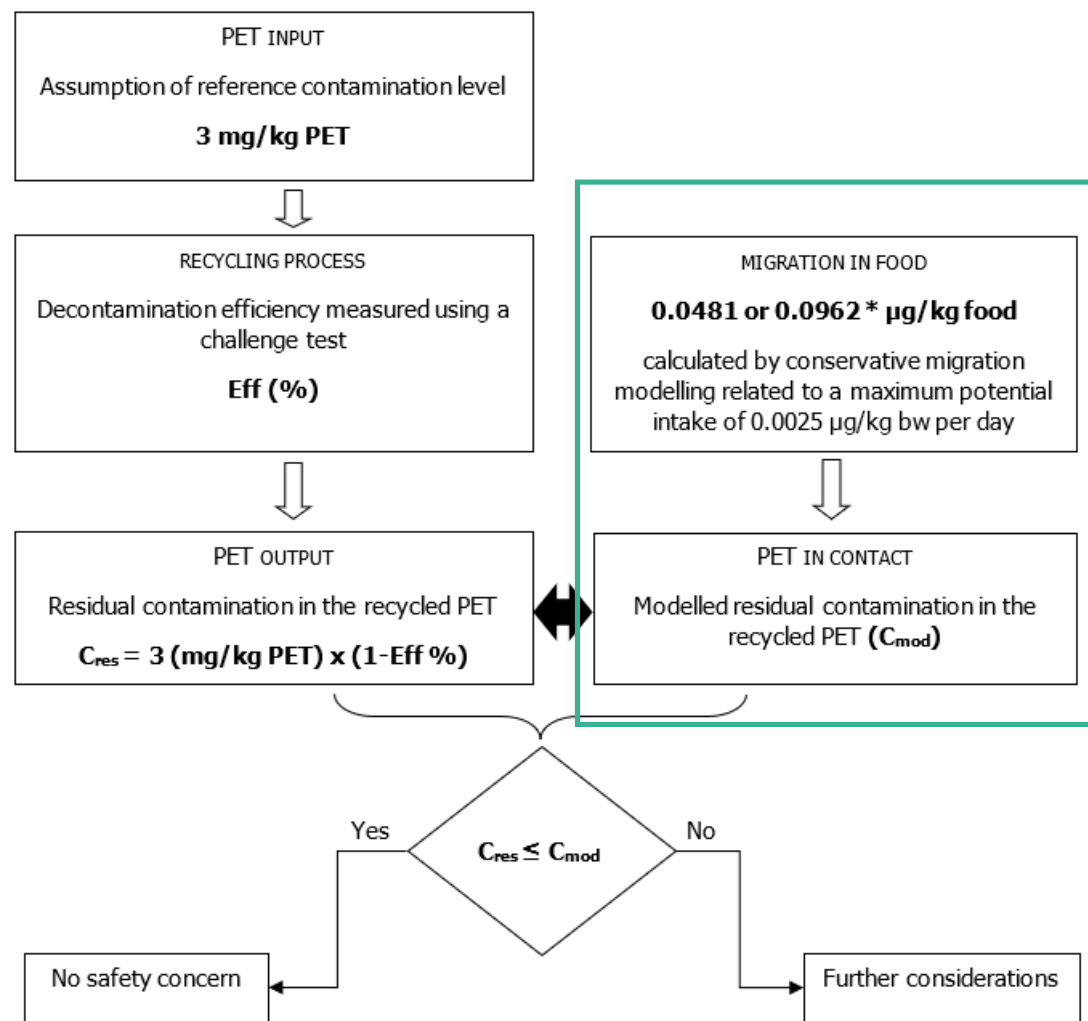 PET INPUT
Assumption of reference contamination level
3 mg/kg PET
RECYCLING PROCESS
Decontamination efficiency measured using a
challenge test
Eff (%)
MIGRATION IN FOOD
0.0481 or 0.0962 * µg/kg food
calculated by conservative migration
modelling related to a maximum potential
intake of 0.0025 µg/kg bw per day
PET OUTPUT
Residual contamination in the recycled PET
Cres = 3 (mg/kg PET) x (1-Eff %)
PET IN CONTACT
Modelled residual contamination in the
recycled PET (Cmod)
Yes
No
Cres ≤ Cmod
No safety concern
Further considerations